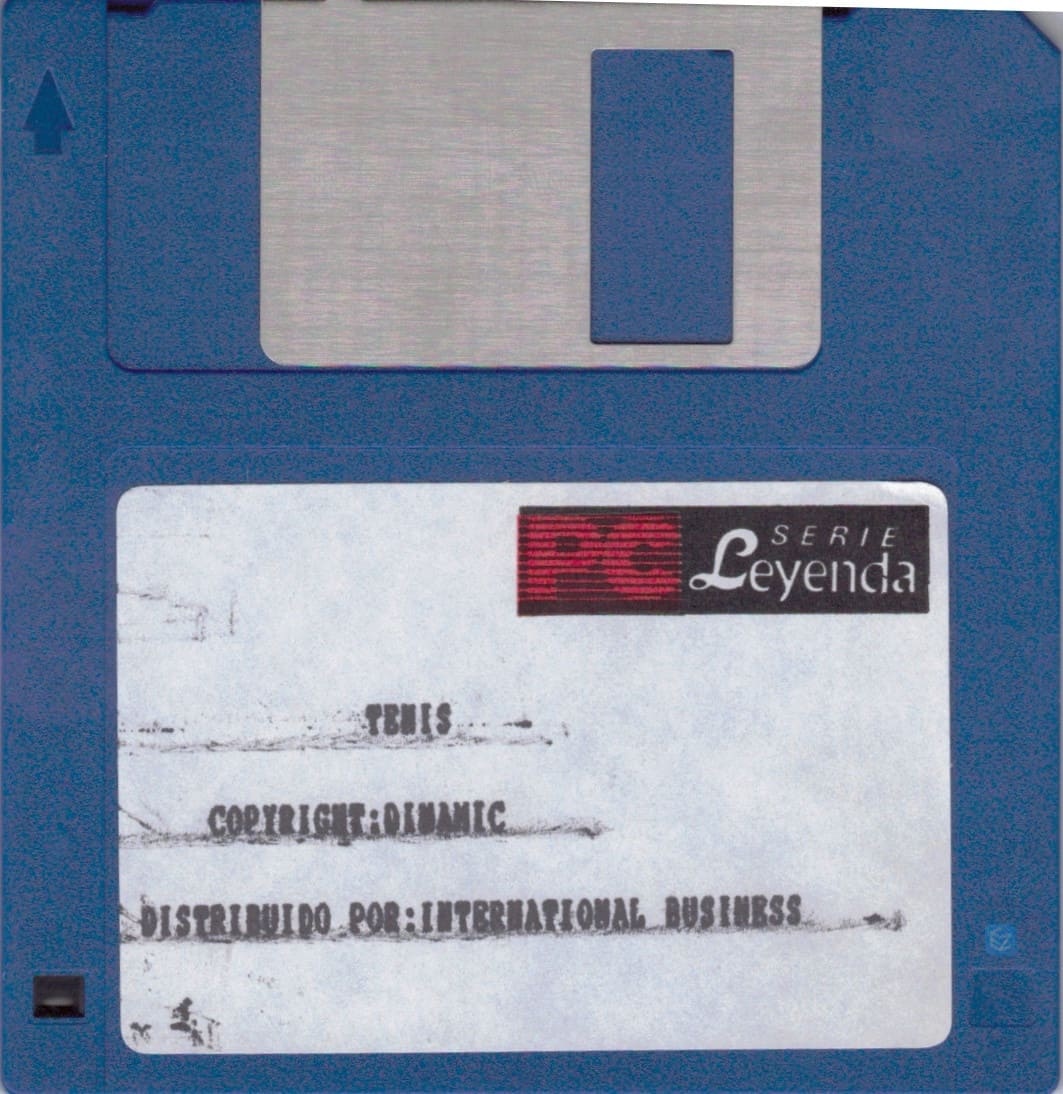 PC SERIE
Leyenda
TENIS
COPYRIGHT:DINAMIC
DISTRIBUIDO POR:INTERNATIONAL BUSINESS